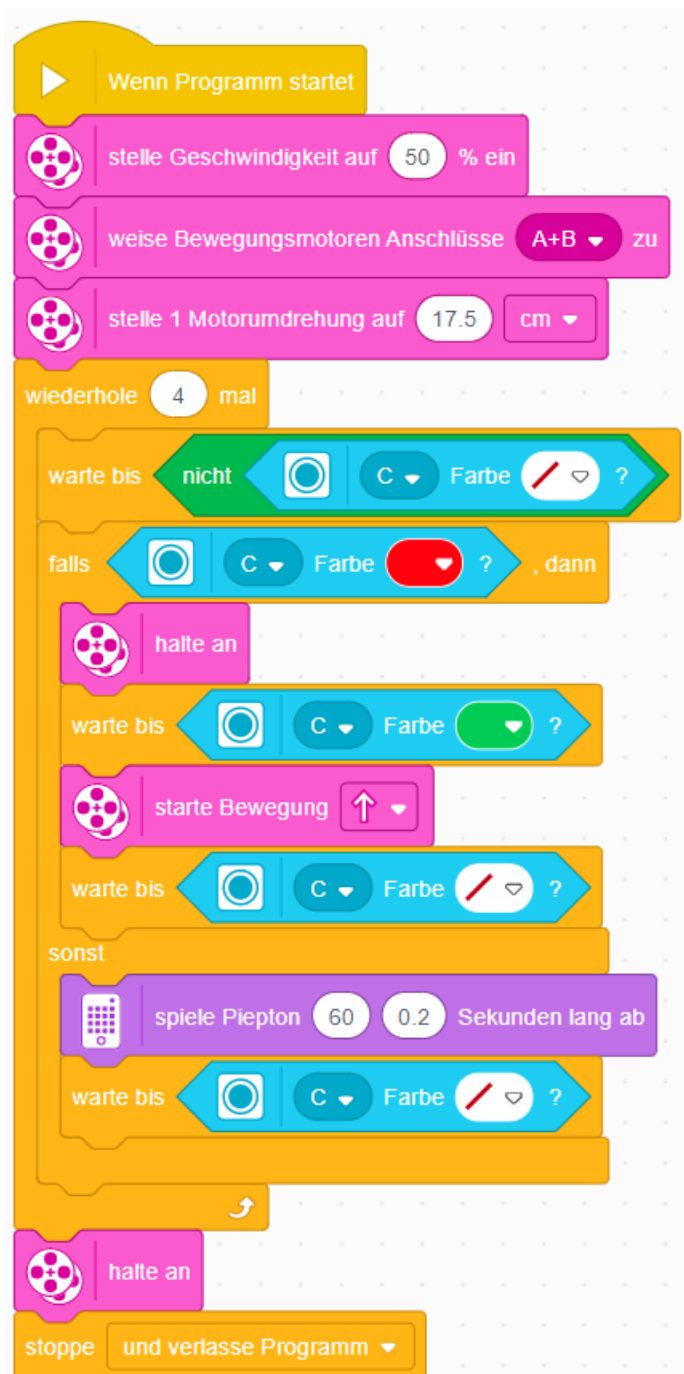 Wenn Programm startet
stelle Geschwindigkeit auf 50 % ein
weise Bewegungsmotoren Anschlüsse A+B zu
stelle 1 Motorumdrehung auf 17.5 cm
wiederhole 4 mal
warte bis nicht C Farbe ?
falls C Farbe ? , dann
halte an
warte bis C Farbe ?
starte Bewegung
warte bis C Farbe ?
sonst
spiele Piepton 60 0.2 Sekunden lang ab
warte bis C Farbe ?
halte an
stoppe und verlasse Programm